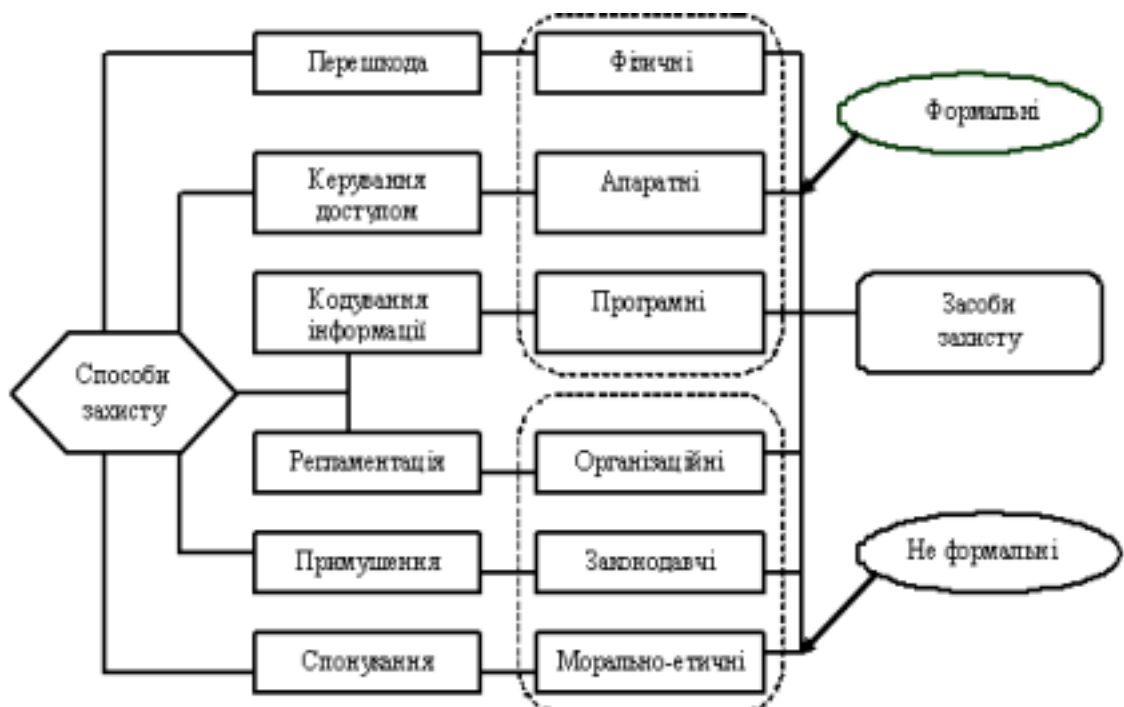 Перешкода
Фізичні
Формальні
Керування
доступом
Апаратні
Кодування
інформації
Програмні
Засоби
захисту
Способи
захисту
Регламентація
Організаційні
Примушення
Законодавчі
Не формальні
Спонування
Морально-етичні